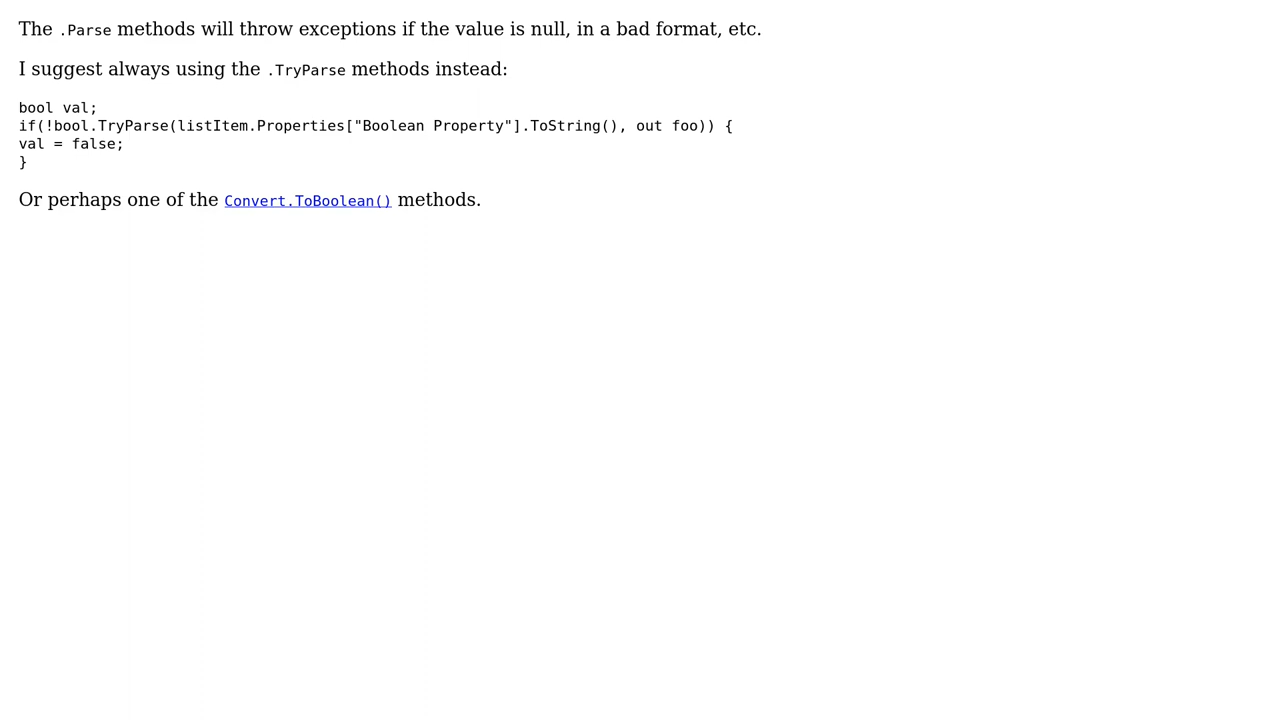 The .Parse methods will throw exceptions if the value is null, in a bad format, etc.
I suggest always using the .TryParse methods instead:
bool val;
if(!bool.TryParse(listItem.Properties["Boolean Property"].ToString(), out foo)) {
val = false;
}
Or perhaps one of the Convert.ToBoolean() methods.